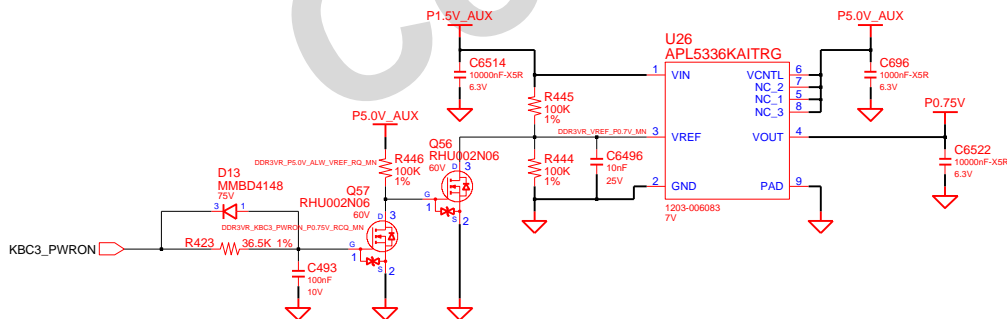 P1.5V_AUX
P5.0V_AUX
U26
APL5336KAITRG
C6514
10000nF-X5R
6.3V
1
VIN
VCNTL
6
NC_2
7
NC_1
5
NC_3
8
C696
1000nF-X5R
6.3V
P0.75V
R445
100K
1%
P5.0V_AUX
DDR3VR_VREF_P0.7V_MN
3
VREF
VOUT
4
Q56
RHU002N06
60V
DDR3VR_P5.0V_ALW_VREF_RQ_MN
R446
100K
1%
D
3
G
1
S
2
R444
100K
1%
C6496
10nF
25V
C6522
10000nF-X5R
6.3V
2
GND
PAD
9
1203-006083
7V
D13
MMBD4148
75V
3
1
Q57
RHU002N06
60V
DDR3VR_KBC3_PWRON_P0.75V_RCQ_MN
D
3
G
1
S
2
KBC3_PWRON
R423
36.5K 1%
C493
100nF
10V